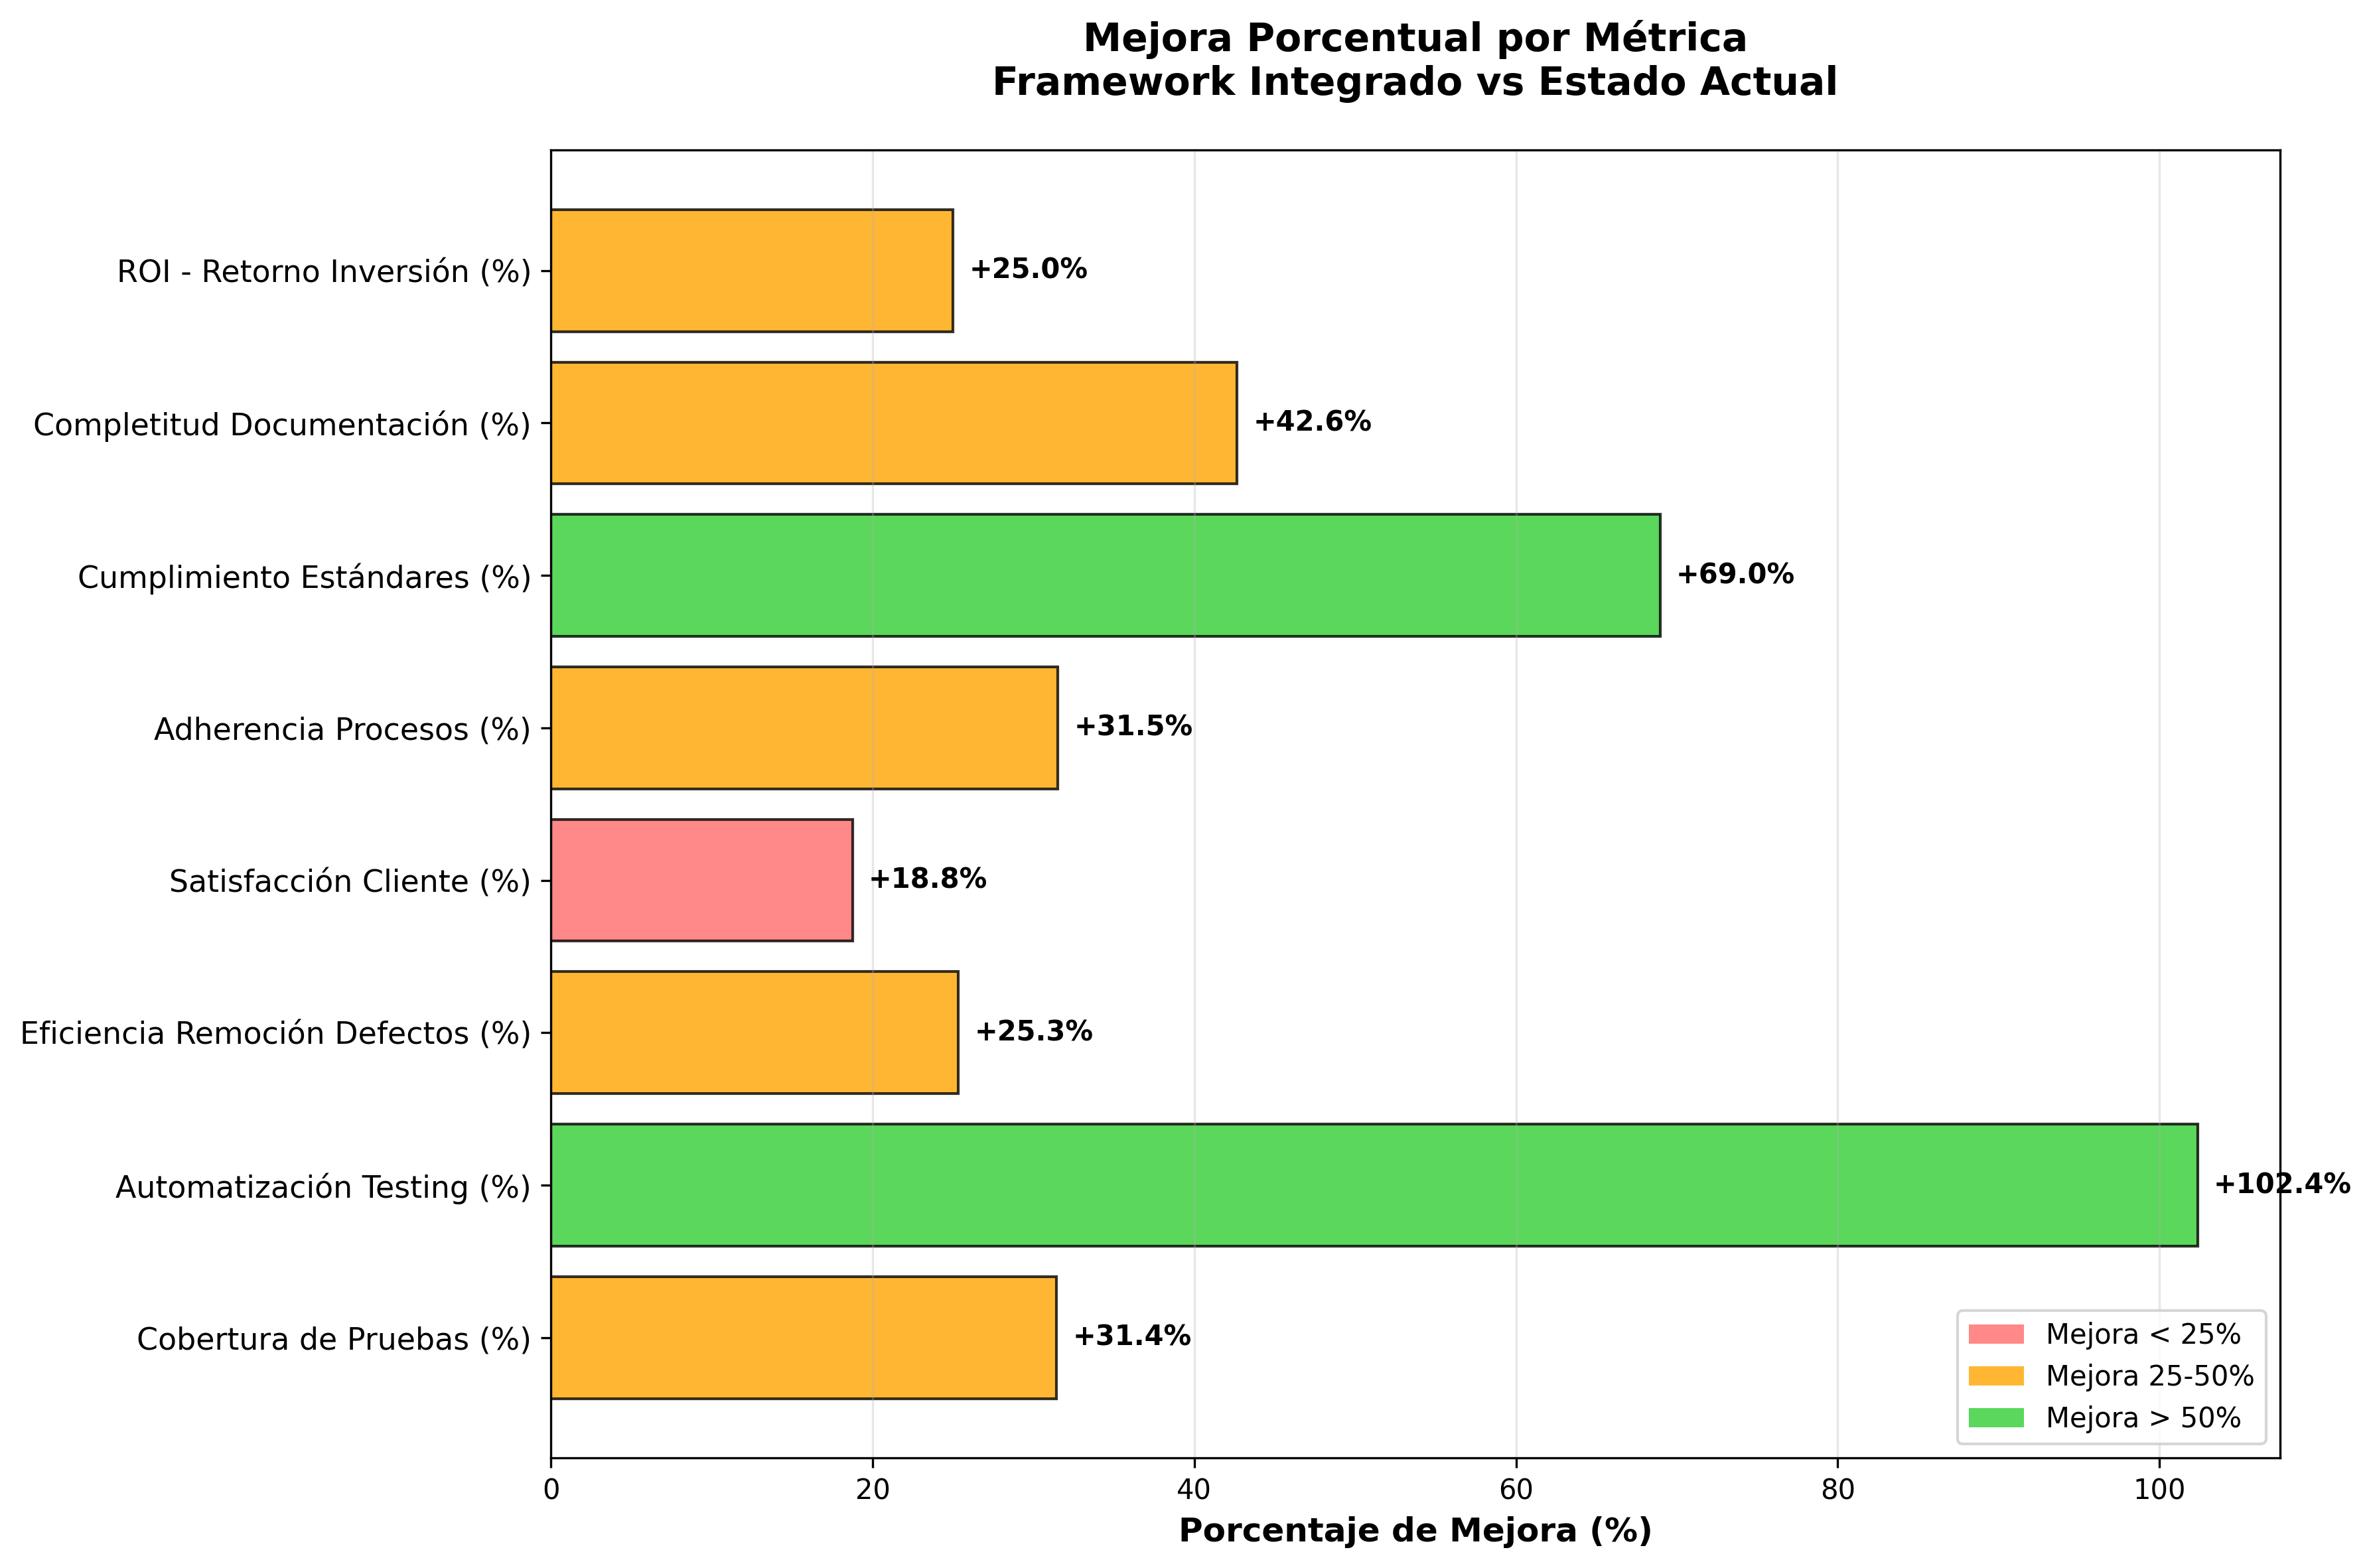 Mejora Porcentual por Métrica
Framework Integrado vs Estado Actual
ROI - Retorno Inversión (%)
+25.0%
Completitud Documentación (%)
+42.6%
Cumplimiento Estándares (%)
+69.0%
Adherencia Procesos (%)
+31.5%
Satisfacción Cliente (%)
+18.8%
Eficiencia Remoción Defectos (%)
+25.3%
Automatización Testing (%)
+102.4%
Cobertura de Pruebas (%)
+31.4%
Mejora < 25%
Mejora 25-50%
Mejora > 50%
0 20 40 60 80 100
Porcentaje de Mejora (%)